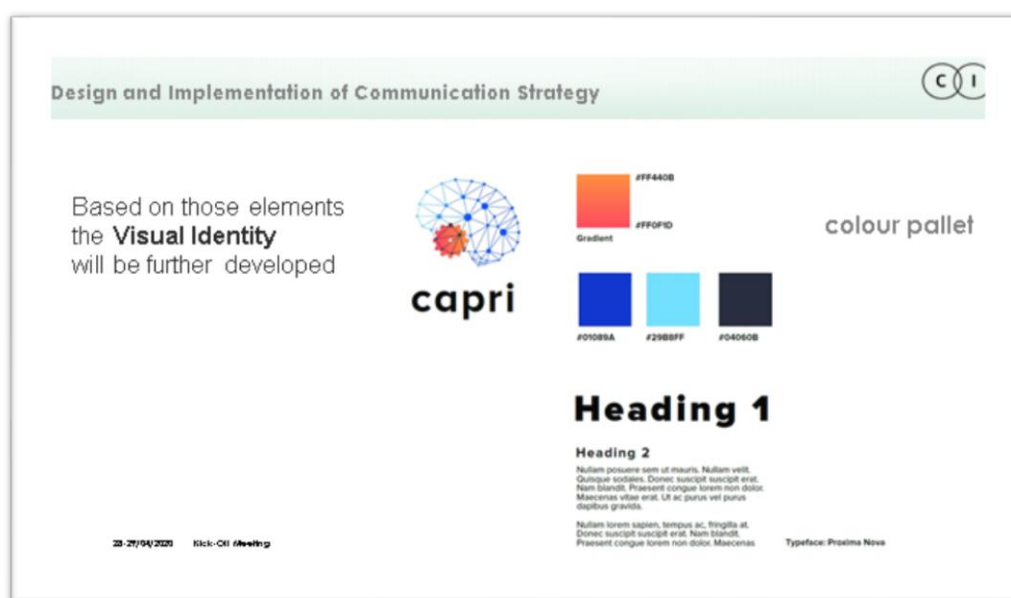 Design and Implementation of Communication Strategy
C I
Based on those elements
the Visual Identity
will be further developed
capri
#FF440B
#FF0F1D
Gradient
colour pallet
#01089A
#29B8FF
#04060B
Heading 1
Heading 2
Nullam posuere sem ut mauris. Nullam velit.
Quisque sodales. Donec suscipit suscipit erat.
Nam blandit. Praesent congue lorem non dolor.
Maecenas vitae erat. Ut ac purus vel purus
dapibus gravida.
Nullam lorem sapien, tempus ac, fringilla at.
Donec suscipit suscipit erat. Nam blandit.
Praesent congue lorem non dolor. Maecenas
Typeface: Proxima Nova
28-29/04/2020 Kick-Off Meeting